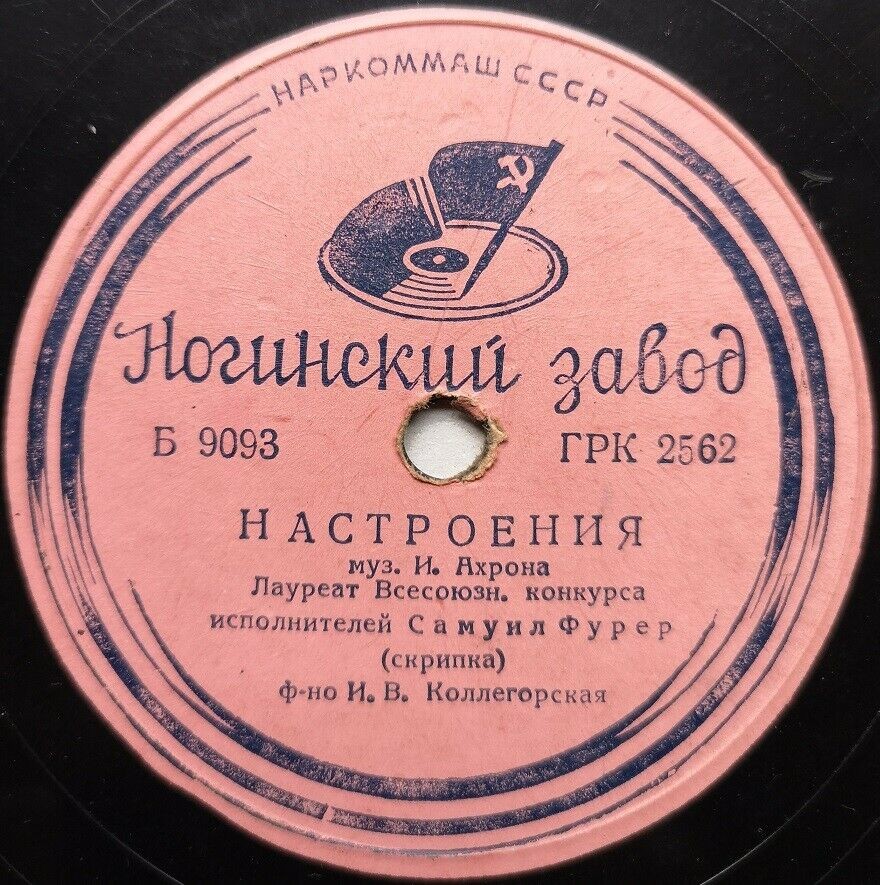 НАРКОММАШ СССР
Ногинский завод
Б 9093 ГРК 2562
НАСТРОЕНИЯ
муз. И. Ахрона
Лауреат Всесоюзн. конкурса
исполнителей Самуил Фурер
(скрипка)
ф-но И. В. Коллегорская